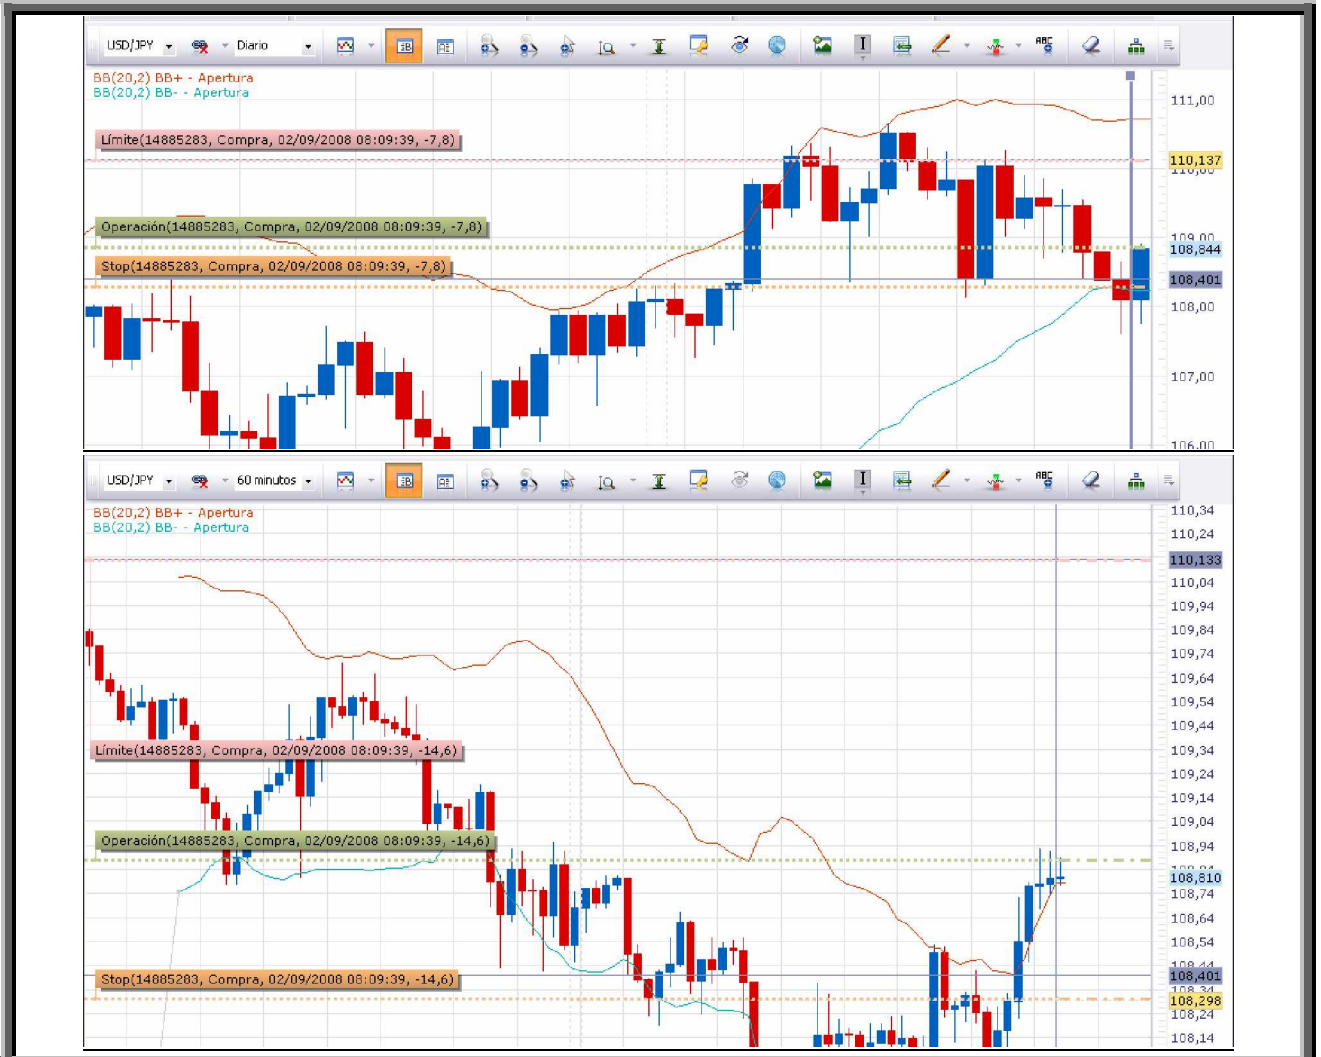 USD/JPY Diario
ABC
BB(20,2) BB+ - Apertura
BB(20,2) BB- - Apertura
111,00
Límite(14885283, Compra, 02/09/2008 08:09:39, -7,8)
110,137
110,00
Operación(14885283, Compra, 02/09/2008 08:09:39, -7,8)
109,00
108,844
Stop(14885283, Compra, 02/09/2008 08:09:39, -7,8)
108,401
108,00
107,00
106,00
USD/JPY 60 minutos
ABC
BB(20,2) BB+ - Apertura
BB(20,2) BB- - Apertura
110,34
110,24
110,133
110,04
109,94
109,84
109,74
109,64
109,54
109,44
Límite(14885283, Compra, 02/09/2008 08:09:39, -14,6)
109,34
109,24
109,14
109,04
Operación(14885283, Compra, 02/09/2008 08:09:39, -14,6)
108,94
108,810
108,74
108,64
108,54
108,44
Stop(14885283, Compra, 02/09/2008 08:09:39, -14,6)
108,401
108,298
108,24
108,14